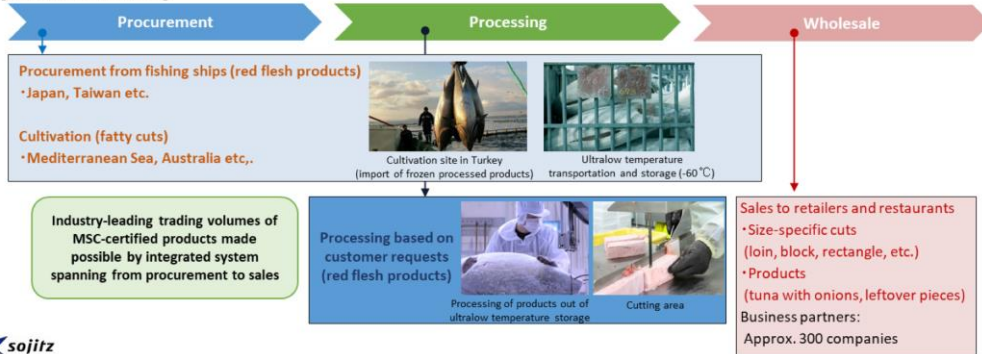 Procurement
Processing
Wholesale
Procurement from fishing ships (red flesh products)
・Japan, Taiwan etc.
Cultivation (fatty cuts)
・Mediterranean Sea, Australia etc,.
Cultivation site in Turkey
(import of frozen processed products)
Ultralow temperature
transportation and storage (-60℃)
Industry-leading trading volumes of
MSC-certified products made
possible by integrated system
spanning from procurement to sales
Processing based on
customer requests
(red flesh products)
Processing of products out of
ultralow temperature storage
Cutting area
Sales to retailers and restaurants
・Size-specific cuts
(loin, block, rectangle, etc.)
・Products
(tuna with onions, leftover pieces)
Business partners:
Approx. 300 companies
sojitz